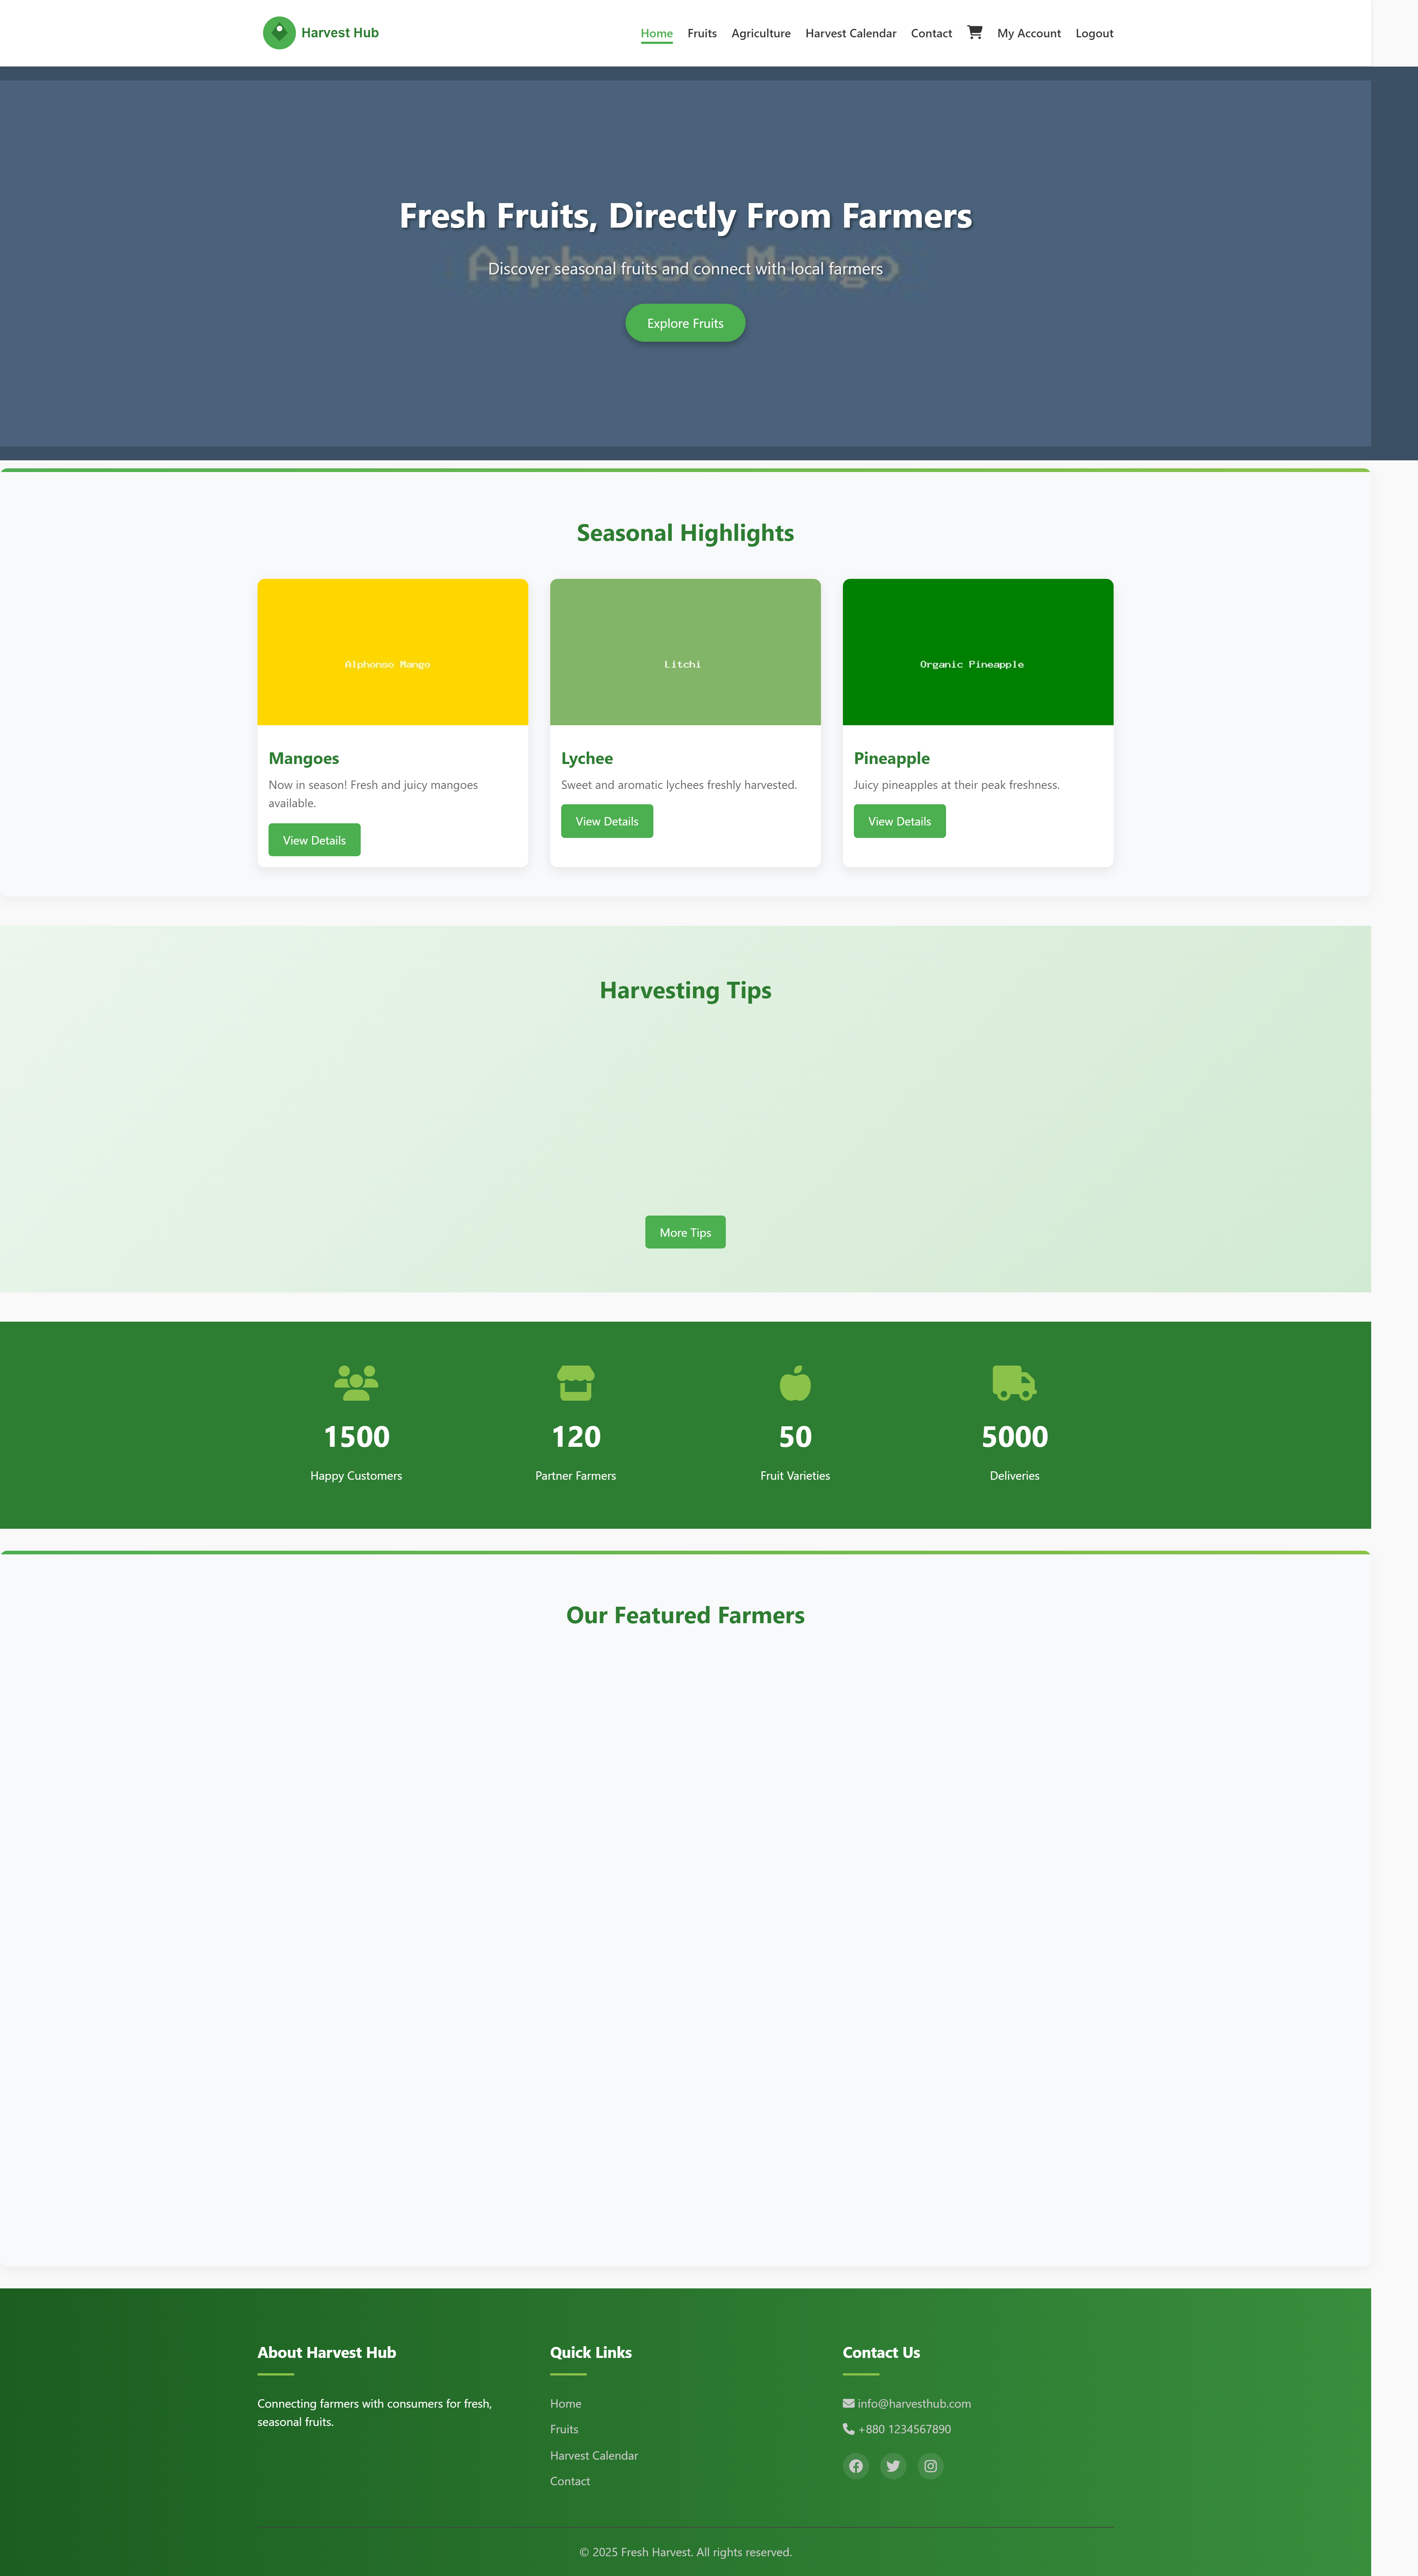 Harvest Hub
Home Fruits Agriculture Harvest Calendar Contact My Account Logout
Fresh Fruits, Directly From Farmers
Alphonso Mango
Discover seasonal fruits and connect with local farmers
Explore Fruits
Seasonal Highlights
Alphonso Mango
Litchi
Organic Pineapple
Mangoes
Now in season! Fresh and juicy mangoes
available.
View Details
Lychee
Sweet and aromatic lychees freshly harvested.
View Details
Pineapple
Juicy pineapples at their peak freshness.
View Details
Harvesting Tips
More Tips
1500
Happy Customers
120
Partner Farmers
50
Fruit Varieties
5000
Deliveries
Our Featured Farmers
About Harvest Hub
Connecting farmers with consumers for fresh,
seasonal fruits.
Quick Links
Home
Fruits
Harvest Calendar
Contact
Contact Us
info@harvesthub.com
+880 1234567890
© 2025 Fresh Harvest. All rights reserved.